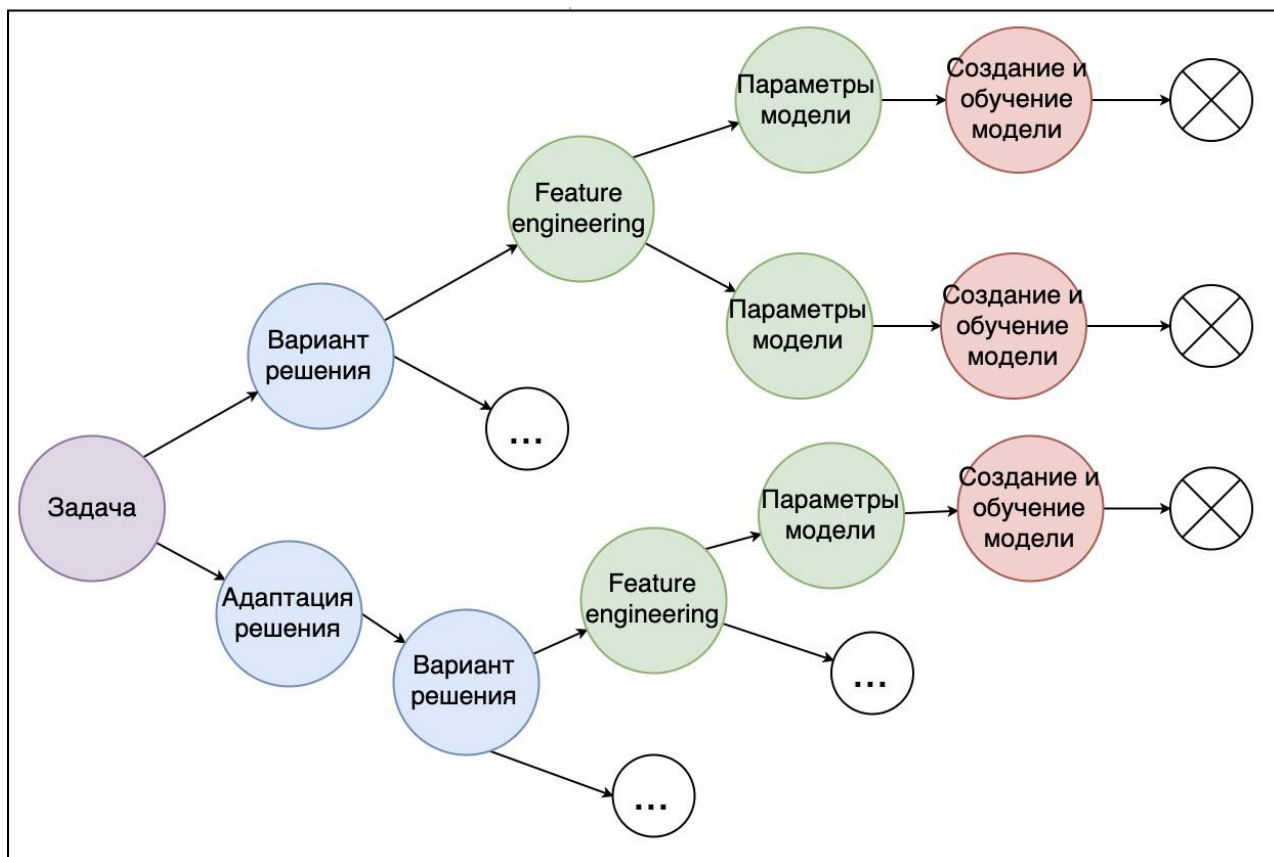 Параметры
модели
Создание и
обучение
модели
Feature
engineering
Параметры
модели
Создание и
обучение
модели
Вариант
решения
...
Задача
Параметры
модели
Создание и
обучение
модели
Адаптация
решения
Feature
engineering
Вариант
решения
...
...